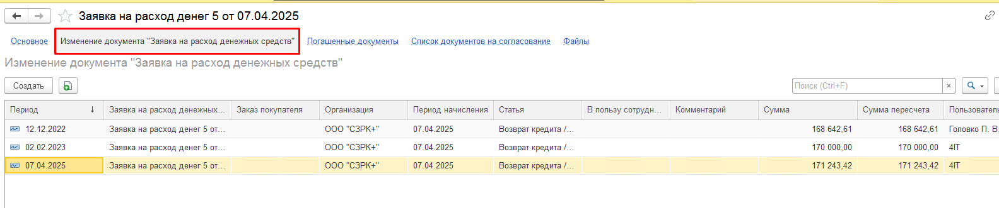 Заявка на расход денег 5 от 07.04.2025
Основное Изменение документа "Заявка на расход денежных средств" Погашенные документы Список документов на согласование Файлы
Изменение документа "Заявка на расход денежных средств"
Создать Поиск (Ctrl+F) ×
Период ↓ Заявка на расход денежных... Заказ покупателя Организация Период начисления Статья В пользу сотрудн... Комментарий Сумма Сумма пересчета Пользователь
12.12.2022 Заявка на расход денег 5 от... ООО "СЗРК+" 07.04.2025 Возврат кредита /... 168 642,61 168 642,61 Головко П. В.
02.02.2023 Заявка на расход денег 5 от... ООО "СЗРК+" 07.04.2025 Возврат кредита /... 170 000,00 170 000,00 4IT
07.04.2025 Заявка на расход денег 5 от... ООО "СЗРК+" 07.04.2025 Возврат кредита /... 171 243,42 171 243,42 4IT